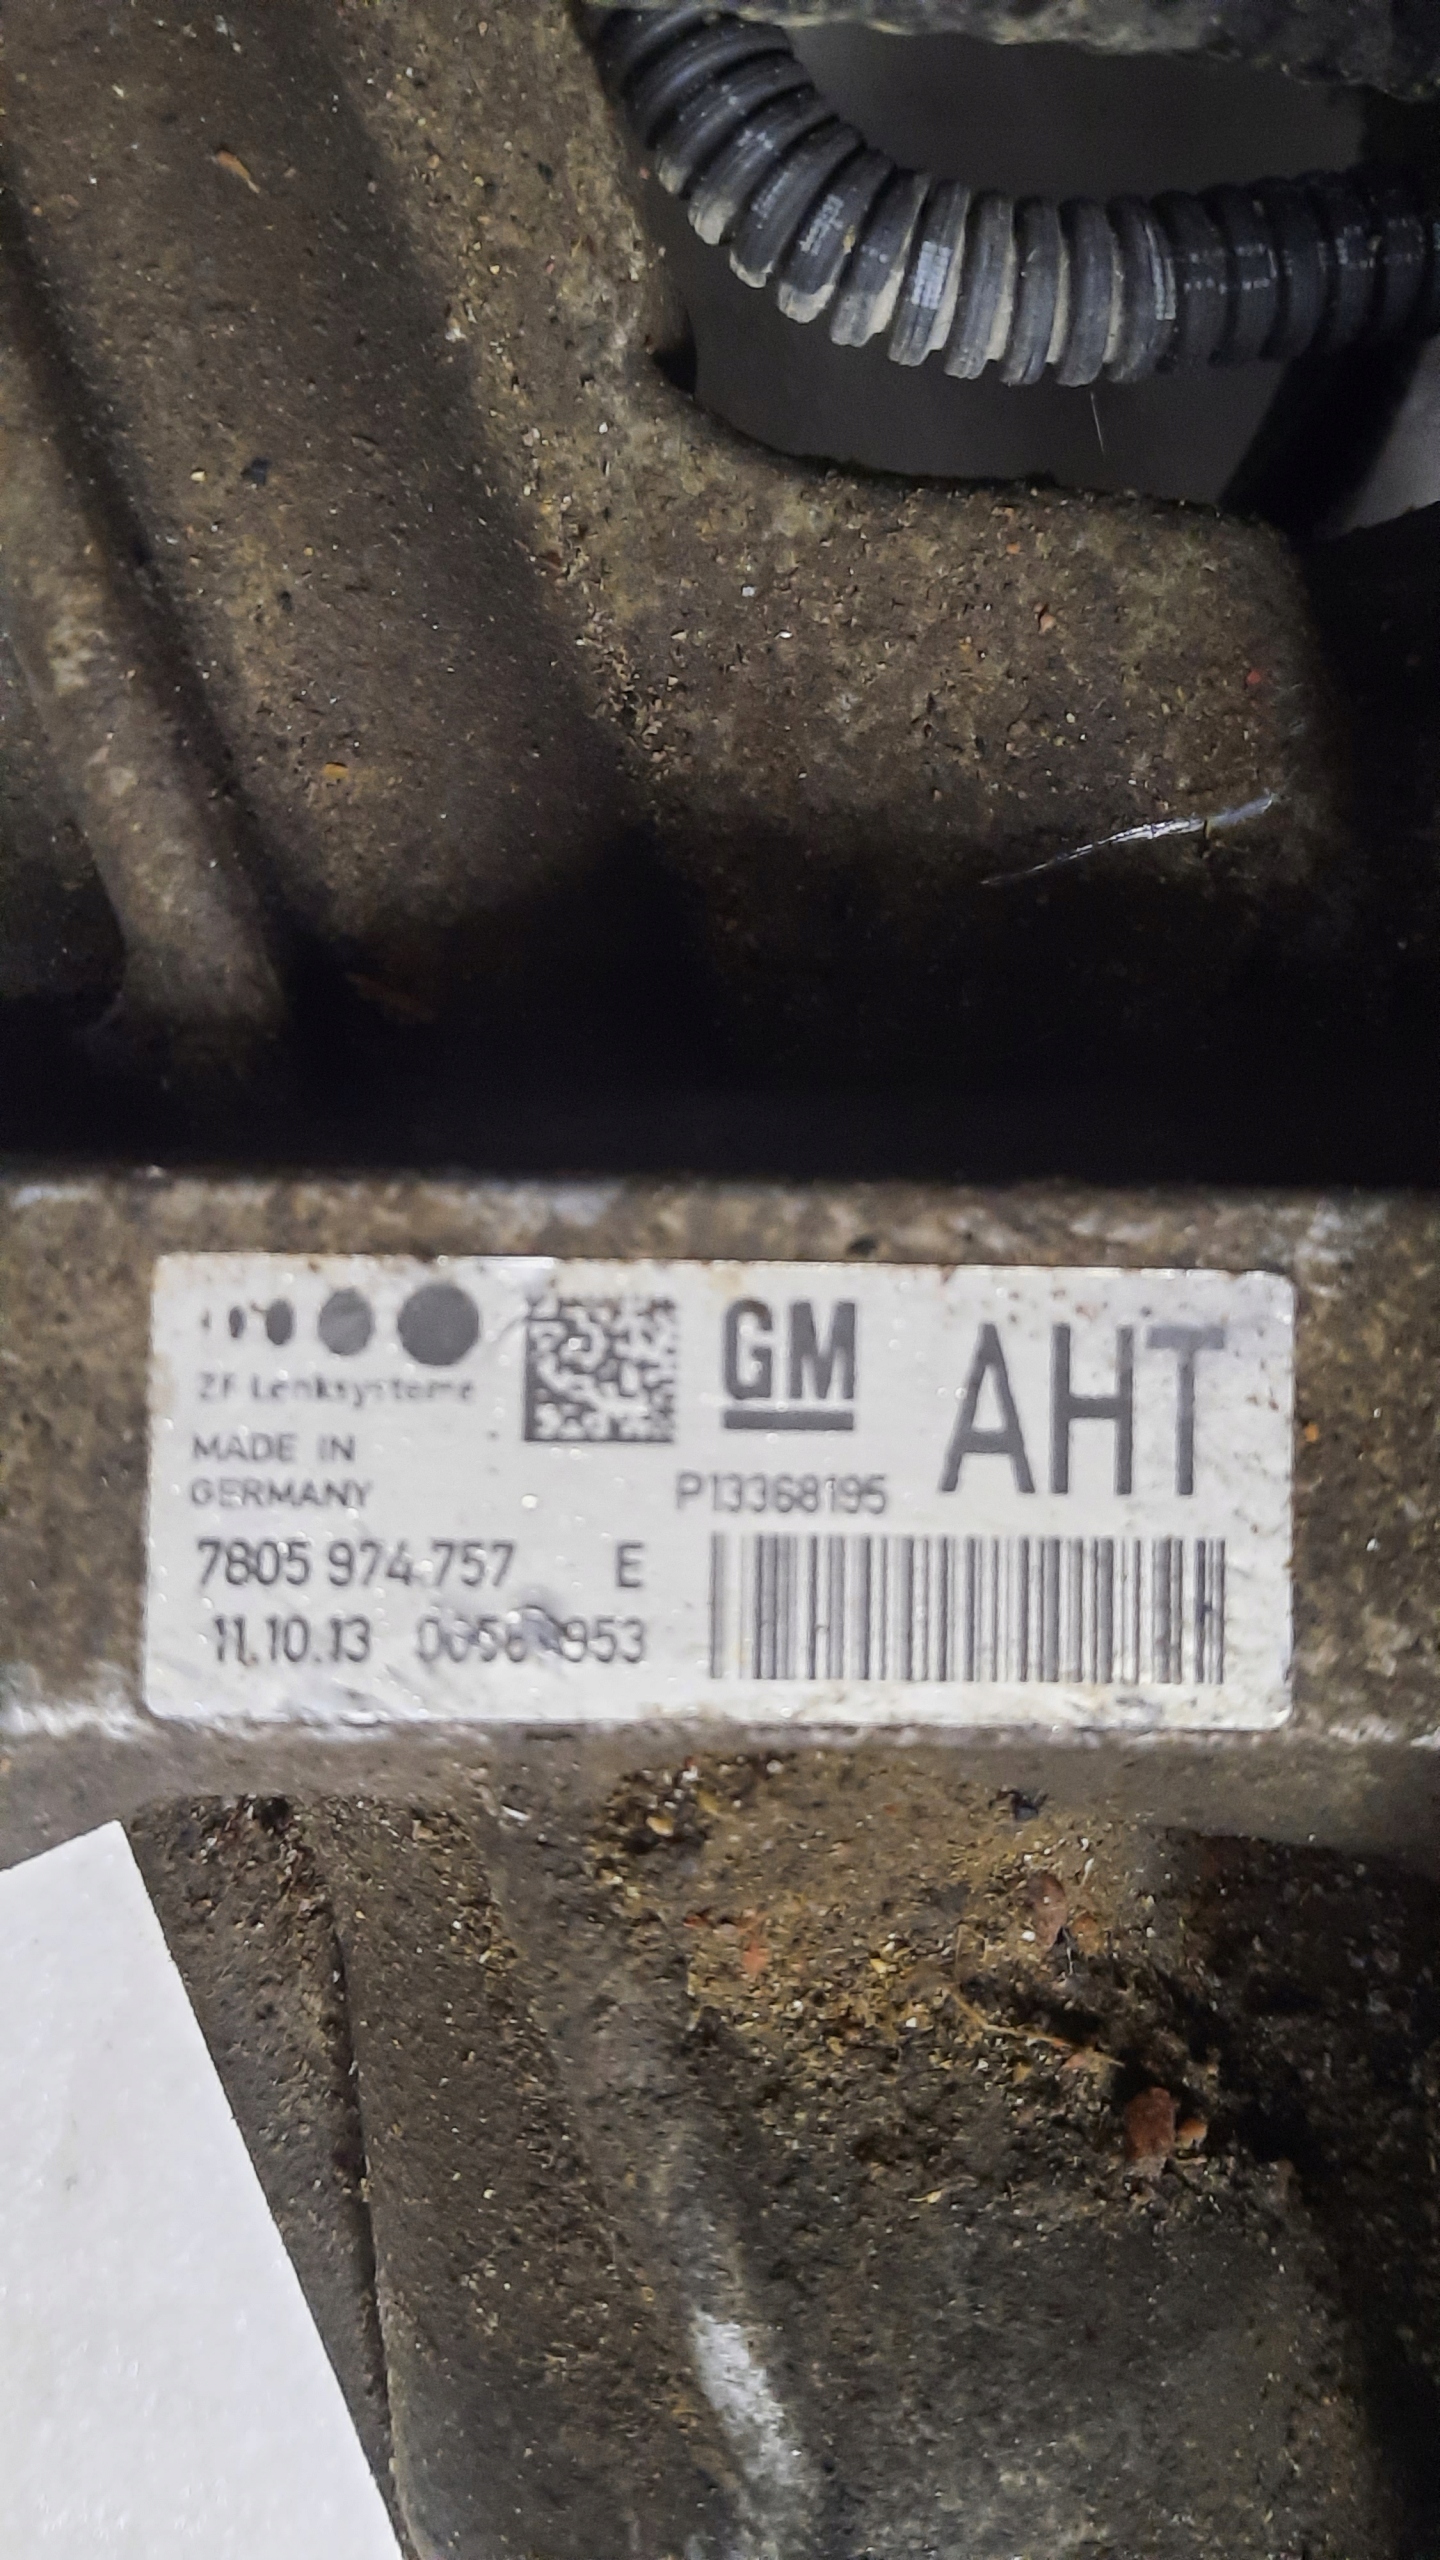 ZF Lenksysteme
MADE IN
GERMANY
7805 974 757 E
11.10.13
GM
AHT
P13368195